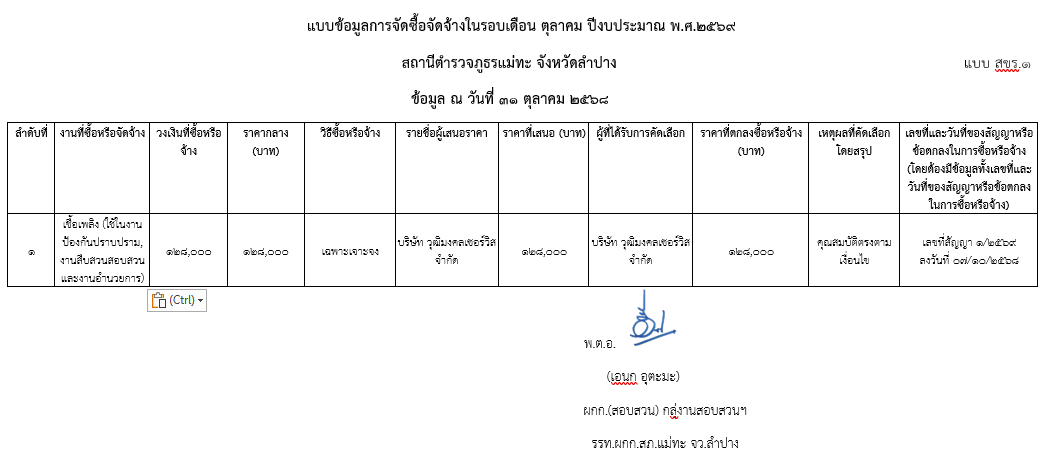 แบบข้อมูลการจัดซื้อจัดจ้างในรอบเดือน ตุลาคม ปีงบประมาณ พ.ศ.๒๕๖๙
สถานีตำรวจภูธรแม่ทะ จังหวัดลำปาง
แบบ สขร.๑
ข้อมูล ณ วันที่ ๓๑ ตุลาคม ๒๕๖๘
ลำดับที่
งานที่ซื้อหรือจัดจ้าง
วงเงินที่ซื้อหรือ
จ้าง
ราคากลาง
(บาท)
วิธีซื้อหรือจ้าง
รายชื่อผู้เสนอราคา
ราคาที่เสนอ (บาท)
ผู้ที่ได้รับการคัดเลือก
ราคาที่ตกลงซื้อหรือจ้าง
(บาท)
เหตุผลที่คัดเลือก
โดยสรุป
เลขที่และวันที่ของสัญญาหรือ
ข้อตกลงในการซื้อหรือจ้าง
(โดยต้องมีข้อมูลทั้งเลขที่และ
วันที่ของสัญญาหรือข้อตกลง
ในการซื้อหรือจ้าง)
๑
เชื้อเพลิง (ใช้ในงาน
ป้องกันปราบปราม,
งานสืบสวนสอบสวน
และงานอำนวยการ)
๑๒๘,๐๐๐
๑๒๘,๐๐๐
เฉพาะเจาะจง
บริษัท วุฒิมงคลเซอร์วิส
จำกัด
๑๒๘,๐๐๐
บริษัท วุฒิมงคลเซอร์วิส
จำกัด
๑๒๘,๐๐๐
คุณสมบัติตรงตาม
เงื่อนไข
เลขที่สัญญา ๑/๒๕๖๙
ลงวันที่ ๐๗/๑๐/๒๕๖๘
(Ctrl)
พ.ต.อ.
(เอนก อุตะมะ)
ผกก.(สอบสวน) กลุ่งานสอบสวนฯ
รรท.ผกก.สภ.แม่ทะ จว.ลำปาง